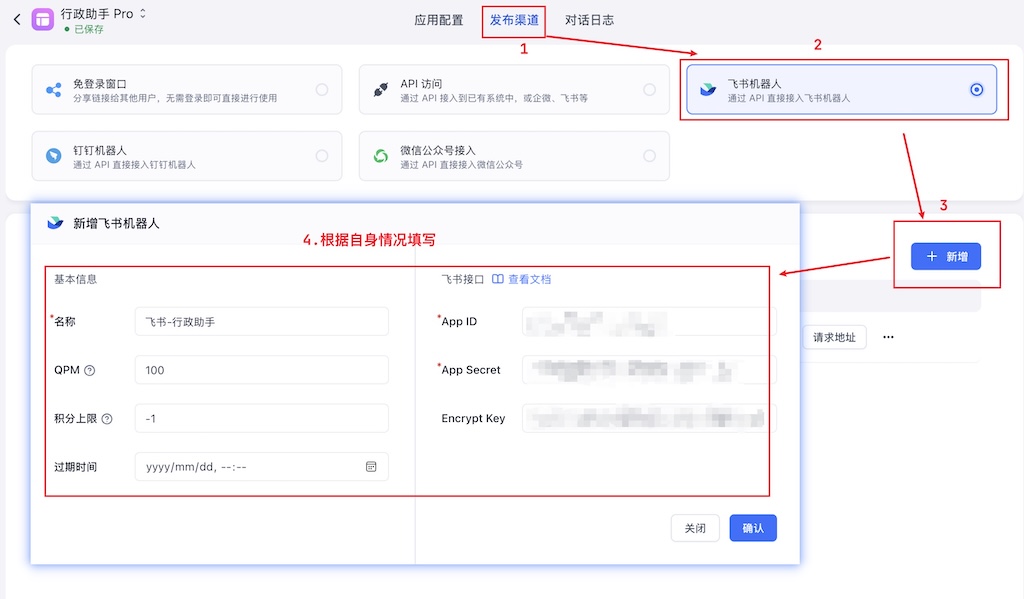 行政助手 Pro
已保存
应用配置
发布渠道
对话日志
1
2
免登录窗口
分享链接给其他用户，无需登录即可直接进行使用
API 访问
通过 API 接入到已有系统中，或企微、飞书等
飞书机器人
通过 API 直接接入飞书机器人
钉钉机器人
通过 API 直接接入钉钉机器人
微信公众号接入
通过 API 直接接入微信公众号
3
新增飞书机器人
4.根据自身情况填写
+ 新增
基本信息
飞书接口 查看文档
*名称
飞书-行政助手
*App ID
请求地址
...
QPM
100
*App Secret
积分上限
-1
Encrypt Key
过期时间
yyyy/mm/dd, --:--
关闭
确认